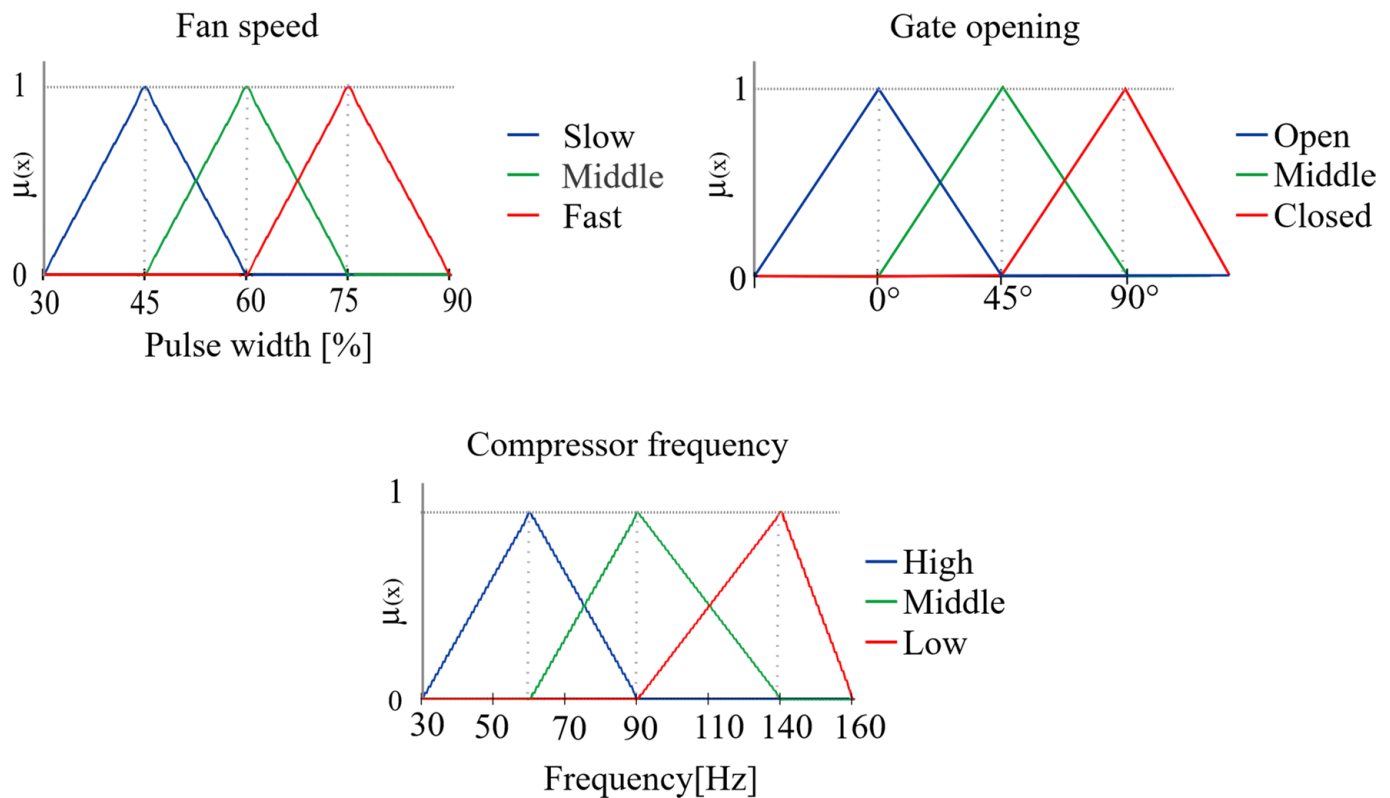 Fan speed
1
μ(x)
0
30 45 60 75 90
Pulse width [%]
Slow
Middle
Fast
Gate opening
1
μ(x)
0
0° 45° 90°
Open
Middle
Closed
Compressor frequency
1
μ(x)
0
30 50 70 90 110 140 160
Frequency[Hz]
High
Middle
Low